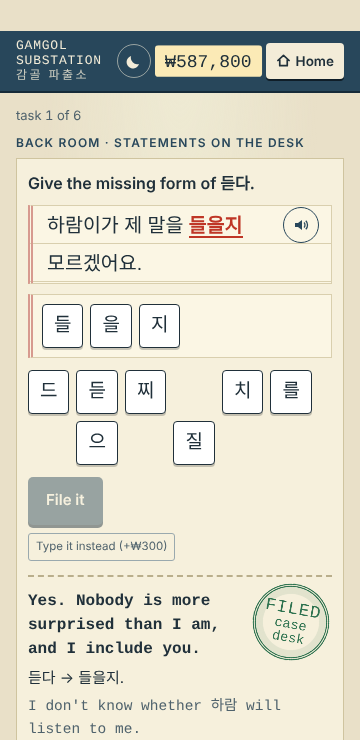 GAMGOL
SUBSTATION
감골 파출소
₩587,800
Home
task 1 of 6
BACK ROOM · STATEMENTS ON THE DESK
Give the missing form of 듣다.
하람이가 제 말을 들을지
모르겠어요.
들 을 지
드 듣 찌 치 를
으 질
File it
Type it instead (+₩300)
Yes. Nobody is more
surprised than I am,
and I include you.
FILED
case
desk
듣다 → 들을지.
I don't know whether 하람 will
listen to me.